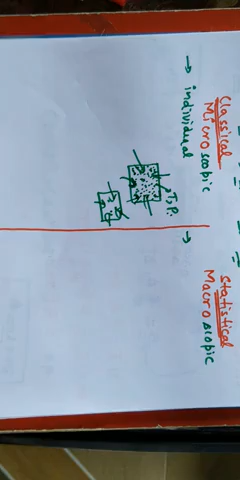 Classical
Microscopic
→ individual
T, P,
Statistical
Macroscopic
→